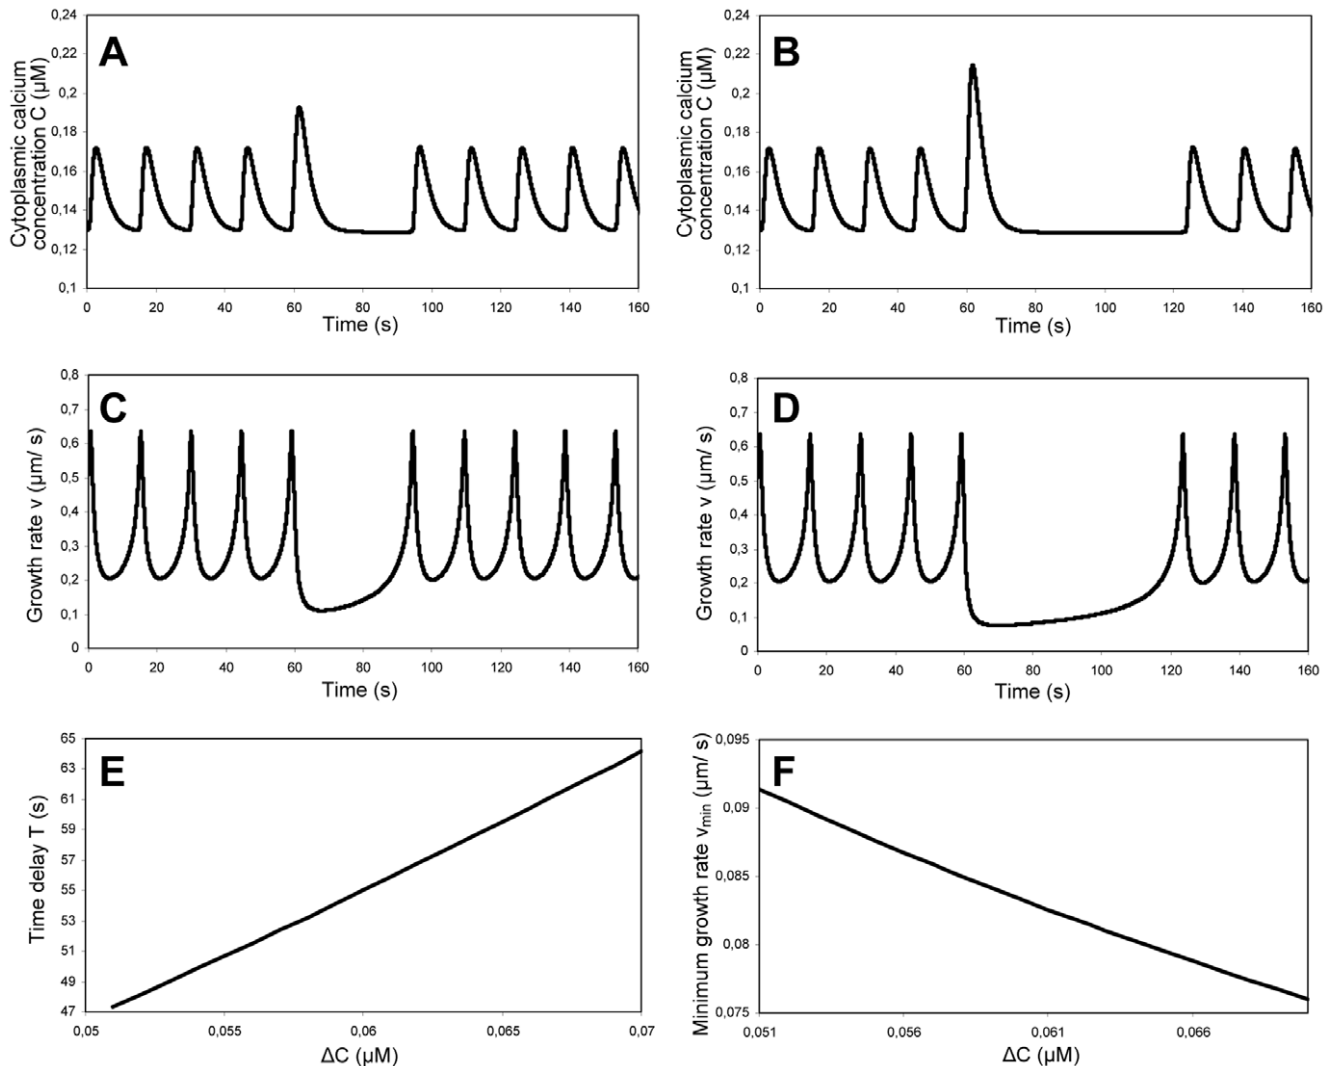 A
Cytoplasmic calcium
concentration C (μM)
0,24
0,22
0,2
0,18
0,16
0,14
0,12
0,1
0 20 40 60 80 100 120 140 160
Time (s)
B
Cytoplasmic calcium
concentration C (μM)
0,24
0,22
0,2
0,18
0,16
0,14
0,12
0,1
0 20 40 60 80 100 120 140 160
Time (s)
C
Growth rate v (μm/ s)
0,8
0,7
0,6
0,5
0,4
0,3
0,2
0,1
0
0 20 40 60 80 100 120 140 160
Time (s)
D
Growth rate v (μm/ s)
0,8
0,7
0,6
0,5
0,4
0,3
0,2
0,1
0
0 20 40 60 80 100 120 140 160
Time (s)
E
Time delay T (s)
65
63
61
59
57
55
53
51
49
47
0,05 0,055 0,06 0,065 0,07
ΔC (μM)
F
Minimum growth rate vmin (μm/ s)
0,095
0,09
0,085
0,08
0,075
0,051 0,056 0,061 0,066
ΔC (μM)